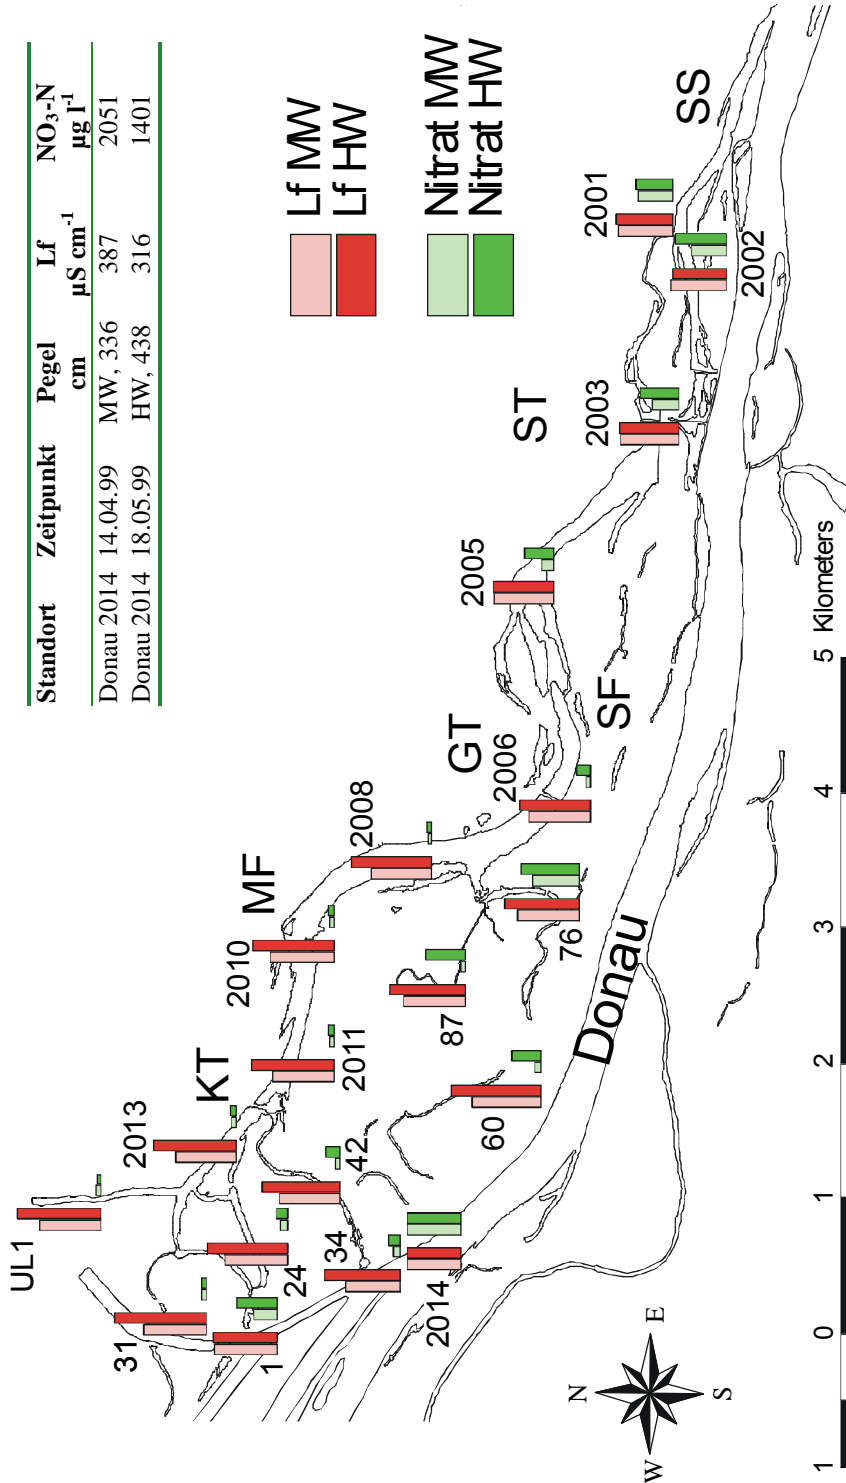 Standort Zeitpunkt Pegel Lf NO₃-N
cm µS cm⁻¹ µg l⁻¹
Donau 2014 14.04.99 MW, 336 387 2051
Donau 2014 18.05.99 HW, 438 316 1401
Lf MW
Lf HW
Nitrat MW
Nitrat HW
UL1
2013
31
KT
2010
MF
24
1
34
42
2011
2008
2014
60
87
GT
2006
76
SF
2005
ST
2003
2001
SS
2002
Donau
N
W
E
S
1 0 1 2 3 4 5 Kilometers